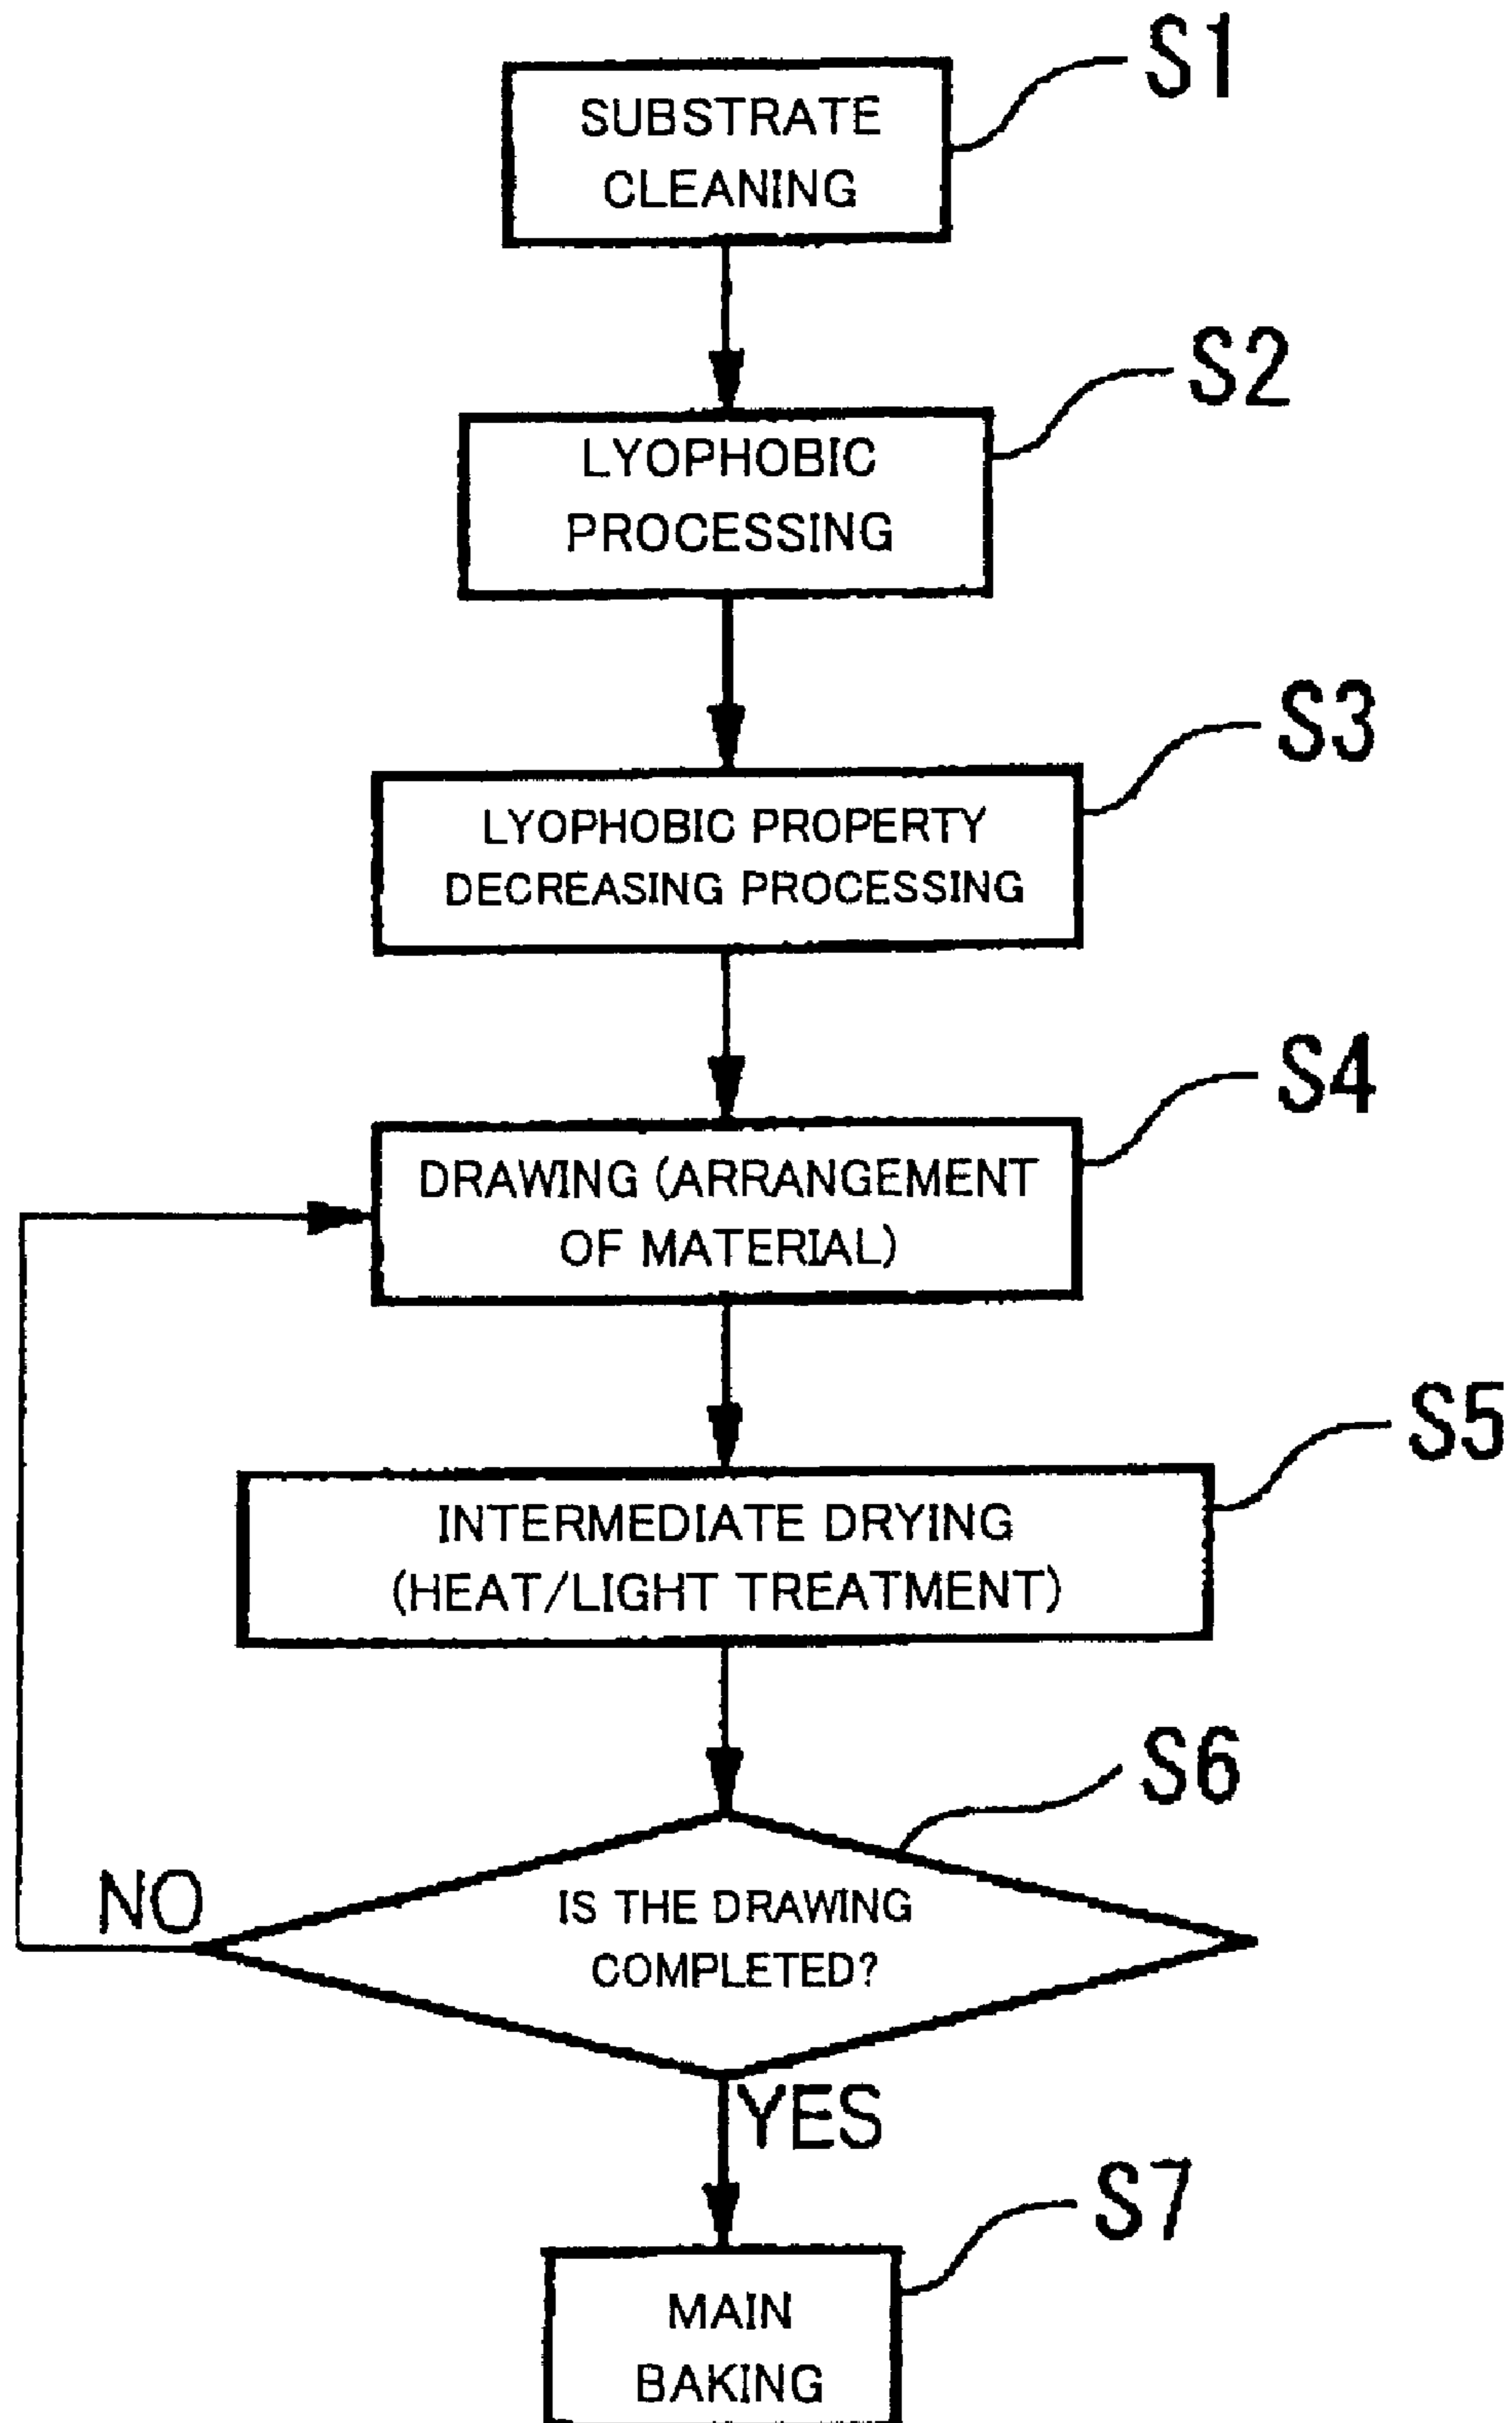 S1
SUBSTRATE
CLEANING
S2
LYOPHOBIC
PROCESSING
S3
LYOPHOBIC PROPERTY
DECREASING PROCESSING
S4
DRAWING (ARRANGEMENT
OF MATERIAL)
S5
INTERMEDIATE DRYING
(HEAT/LIGHT TREATMENT)
S6
NO
IS THE DRAWING
COMPLETED?
YES
S7
MAIN
BAKING